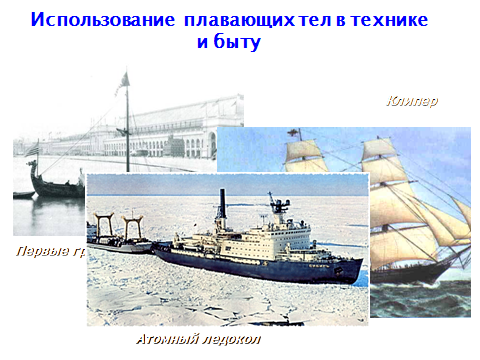 Использование плавающих тел в технике
и быту
Клипер
Первые
Атомный ледокол